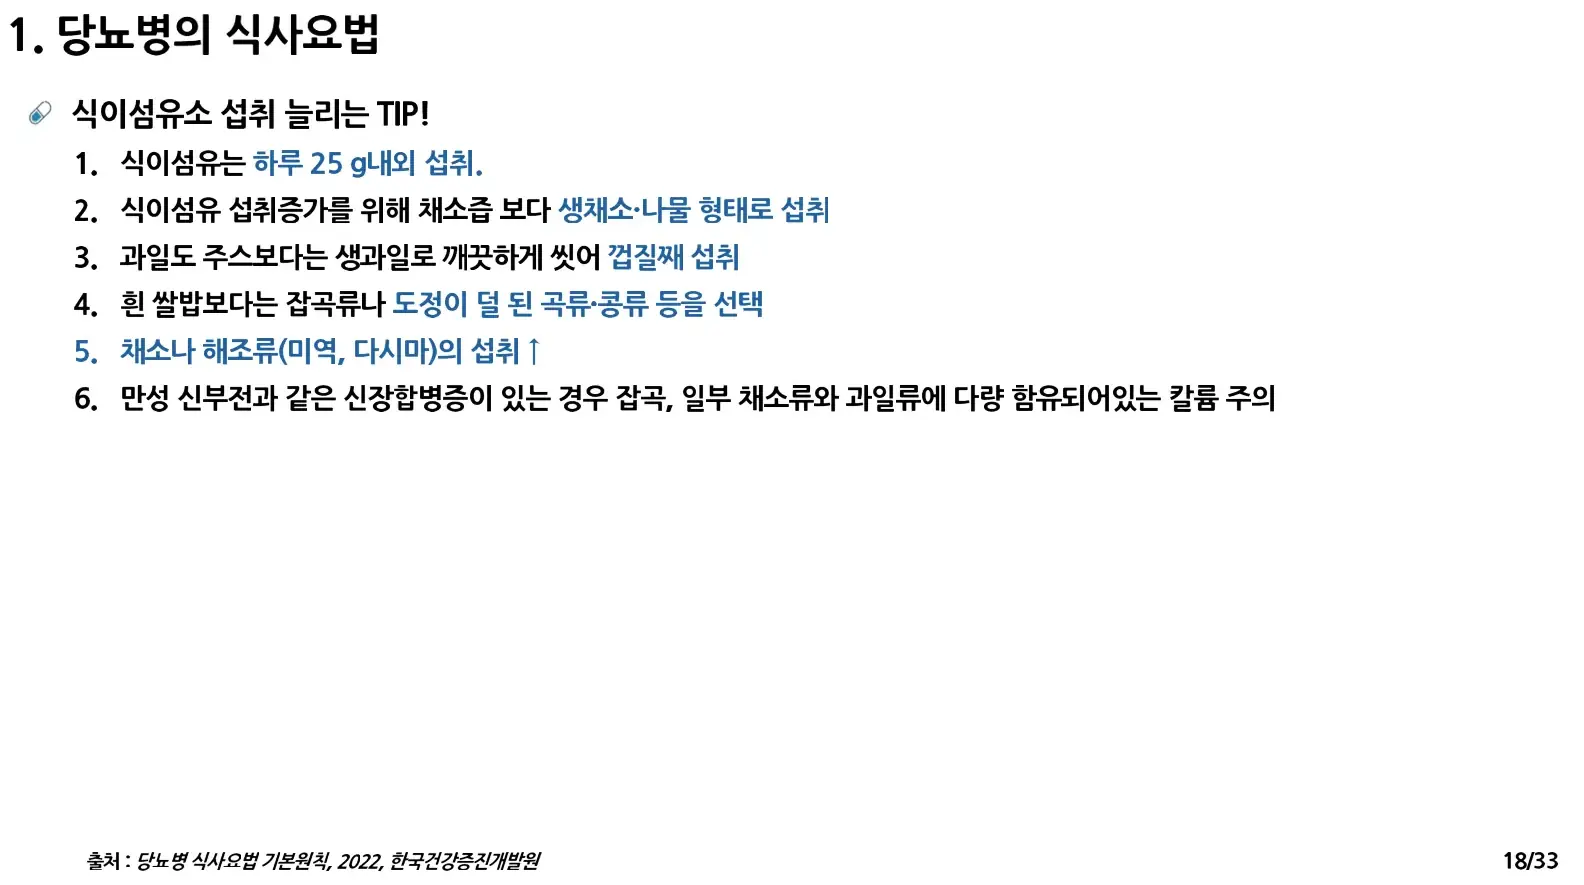 1. 당뇨병의 식사요법
식이섬유소 섭취 늘리는 TIP!
1. 식이섬유는 하루 25 g내외 섭취.
2. 식이섬유 섭취증가를 위해 채소즙 보다 생채소·나물 형태로 섭취
3. 과일도 주스보다는 생과일로 깨끗하게 씻어 껍질째 섭취
4. 흰 쌀밥보다는 잡곡류나 도정이 덜 된 곡류·콩류 등을 선택
5. 채소나 해조류(미역, 다시마)의 섭취↑
6. 만성 신부전과 같은 신장합병증이 있는 경우 잡곡, 일부 채소류와 과일류에 다량 함유되어있는 칼륨 주의
출처 : 당뇨병 식사요법 기본원칙, 2022, 한국건강증진개발원
18/33